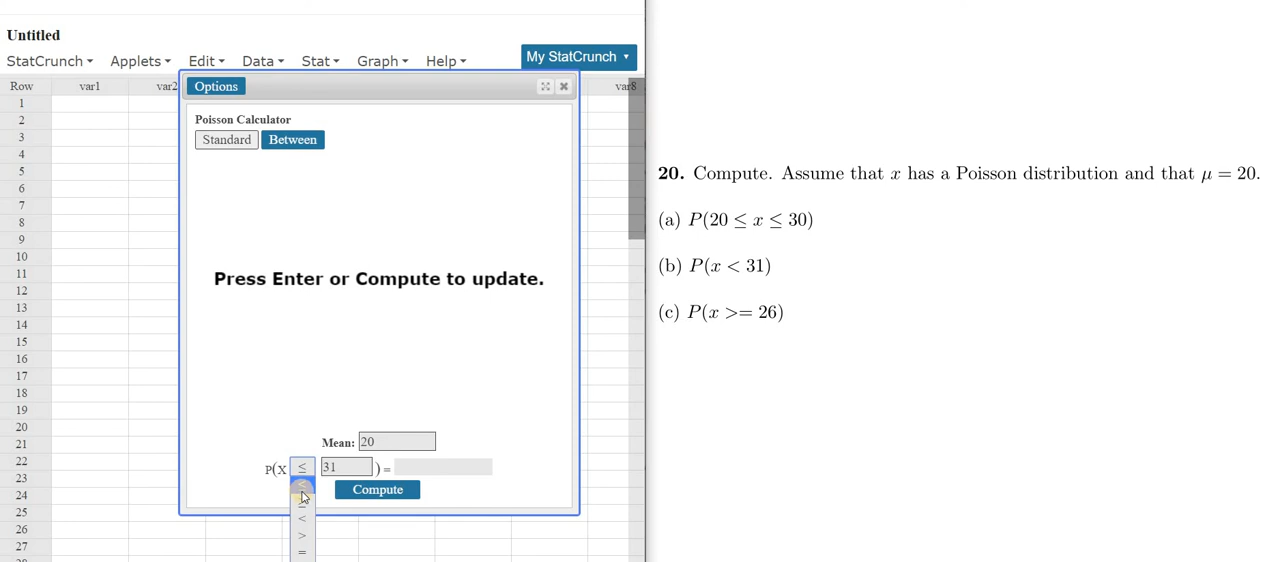 Untitled
StatCrunch Applets Edit Data Stat Graph Help My StatCrunch
Row var1 var2 var8
Options
1
2
3
4
5
6
7
8
9
10
11
12
13
14
15
16
17
18
19
20
21
22
23
24
25
26
27
Poisson Calculator
Standard Between
Press Enter or Compute to update.
Mean: 20
P(X ≤ 31 ) =
Compute
≤
≥
<
>
=
20. Compute. Assume that x has a Poisson distribution and that μ = 20.
(a) P(20 ≤ x ≤ 30)
(b) P(x < 31)
(c) P(x >= 26)